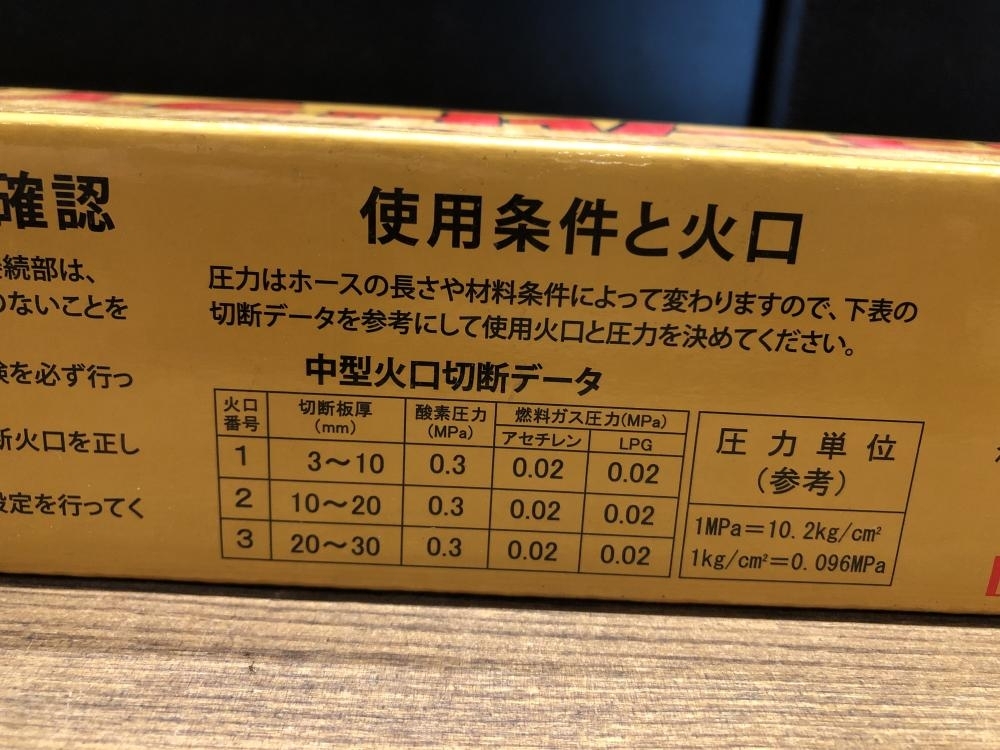 確認
続部は、
のないことを
を必ず行っ
火口を正し
設定を行ってく
使用条件と火口
圧力はホースの長さや材料条件によって変わりますので、下表の
切断データを参考にして使用火口と圧力を決めてください。
中型火口切断データ
火口番号 切断板厚(mm) 酸素圧力(MPa) 燃料ガス圧力(MPa)
アセチレン LPG
1 3～10 0.3 0.02 0.02
2 10～20 0.3 0.02 0.02
3 20～30 0.3 0.02 0.02
圧力単位
(参考)
1MPa＝10.2kg/cm²
1kg/cm²＝0.096MPa